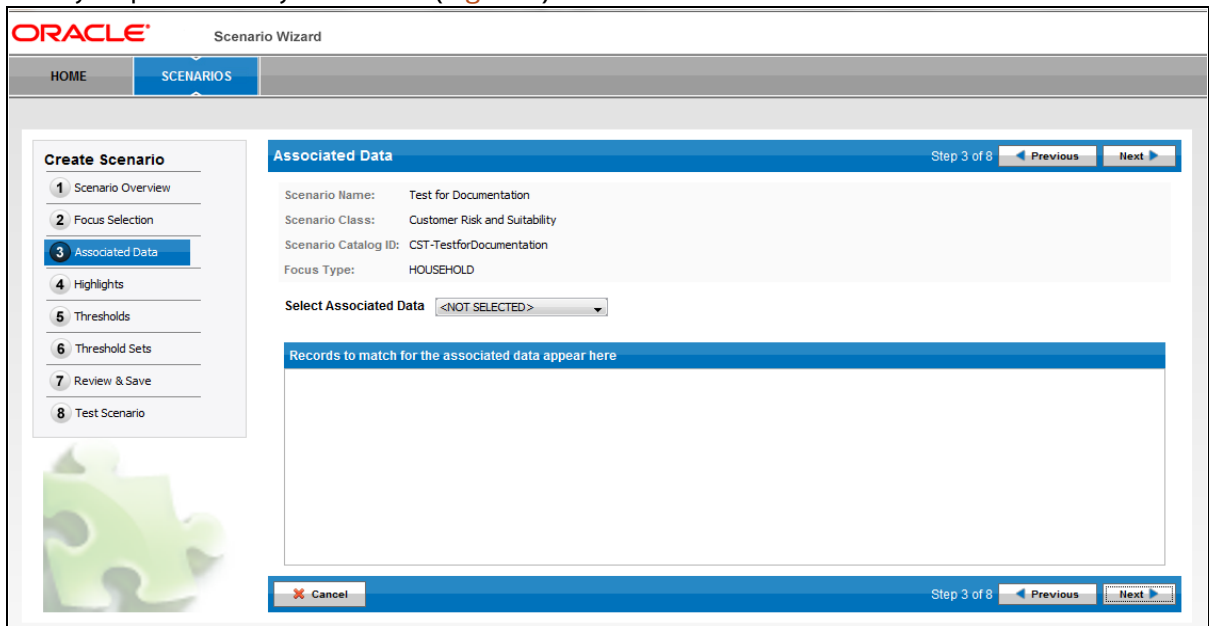 ORACLE® Scenario Wizard
HOME SCENARIOS
Create Scenario
1 Scenario Overview
2 Focus Selection
3 Associated Data
4 Highlights
5 Thresholds
6 Threshold Sets
7 Review & Save
8 Test Scenario
Associated Data Step 3 of 8 Previous Next
Scenario Name: Test for Documentation
Scenario Class: Customer Risk and Suitability
Scenario Catalog ID: CST-TestforDocumentation
Focus Type: HOUSEHOLD
Select Associated Data <NOT SELECTED>
Records to match for the associated data appear here
Cancel Step 3 of 8 Previous Next